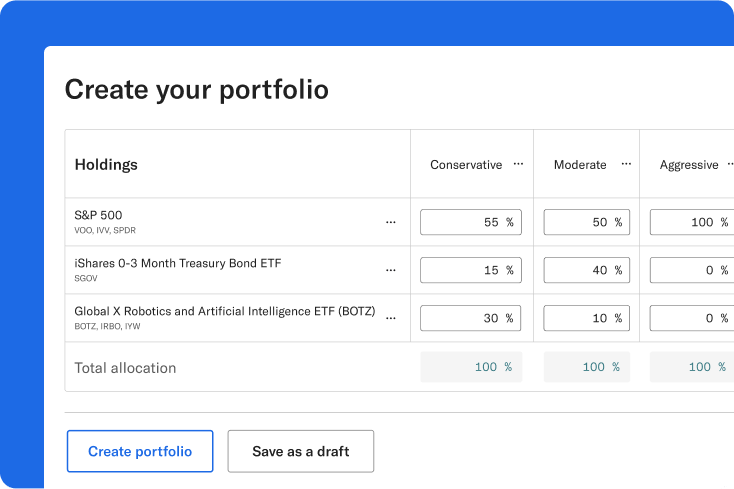 Create your portfolio
Holdings Conservative ... Moderate ... Aggressive ...
S&P 500
VOO, IVV, SPDR ... 55 % 50 % 100 %
iShares 0-3 Month Treasury Bond ETF
SGOV ... 15 % 40 % 0 %
Global X Robotics and Artificial Intelligence ETF (BOTZ)
BOTZ, IRBO, IYW ... 30 % 10 % 0 %
Total allocation 100 % 100 % 100 %
Create portfolio Save as a draft